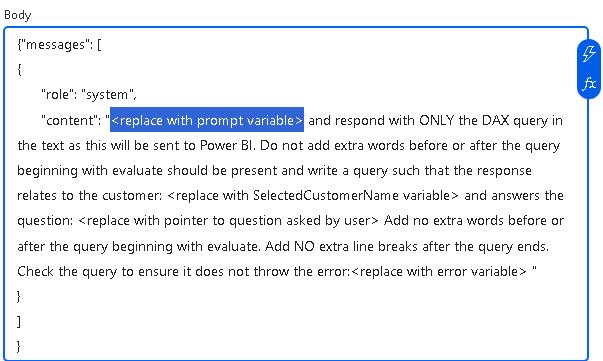 Body
{"messages": [
{
"role": "system",
"content": "<replace with prompt variable> and respond with ONLY the DAX query in
the text as this will be sent to Power BI. Do not add extra words before or after the query
beginning with evaluate should be present and write a query such that the response
relates to the customer: <replace with SelectedCustomerName variable> and answers the
question: <replace with pointer to question asked by user> Add no extra words before or
after the query beginning with evaluate. Add NO extra line breaks after the query ends.
Check the query to ensure it does not throw the error:<replace with error variable> "
}
]
}
fx